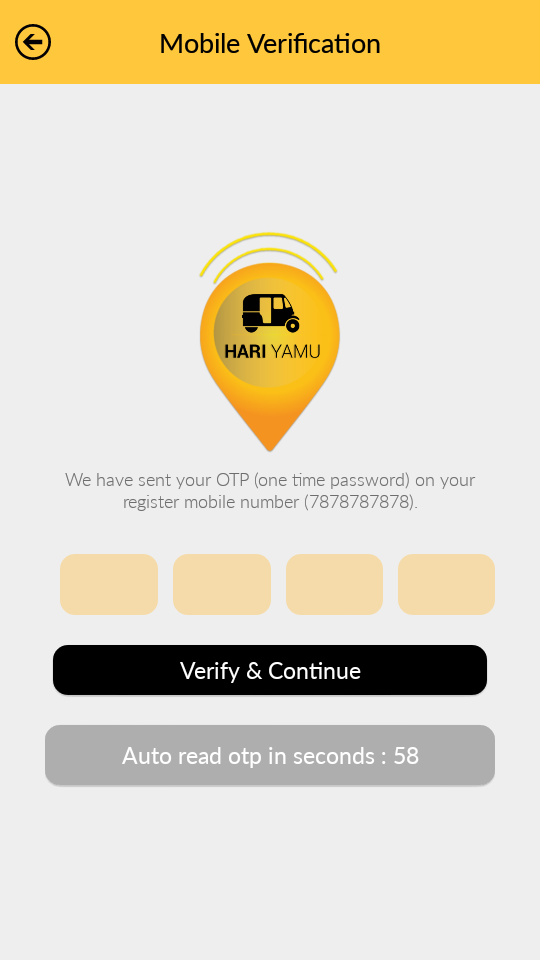 Mobile Verification
HARI YAMU
We have sent your OTP (one time password) on your
register mobile number (7878787878).
Verify & Continue
Auto read otp in seconds : 58